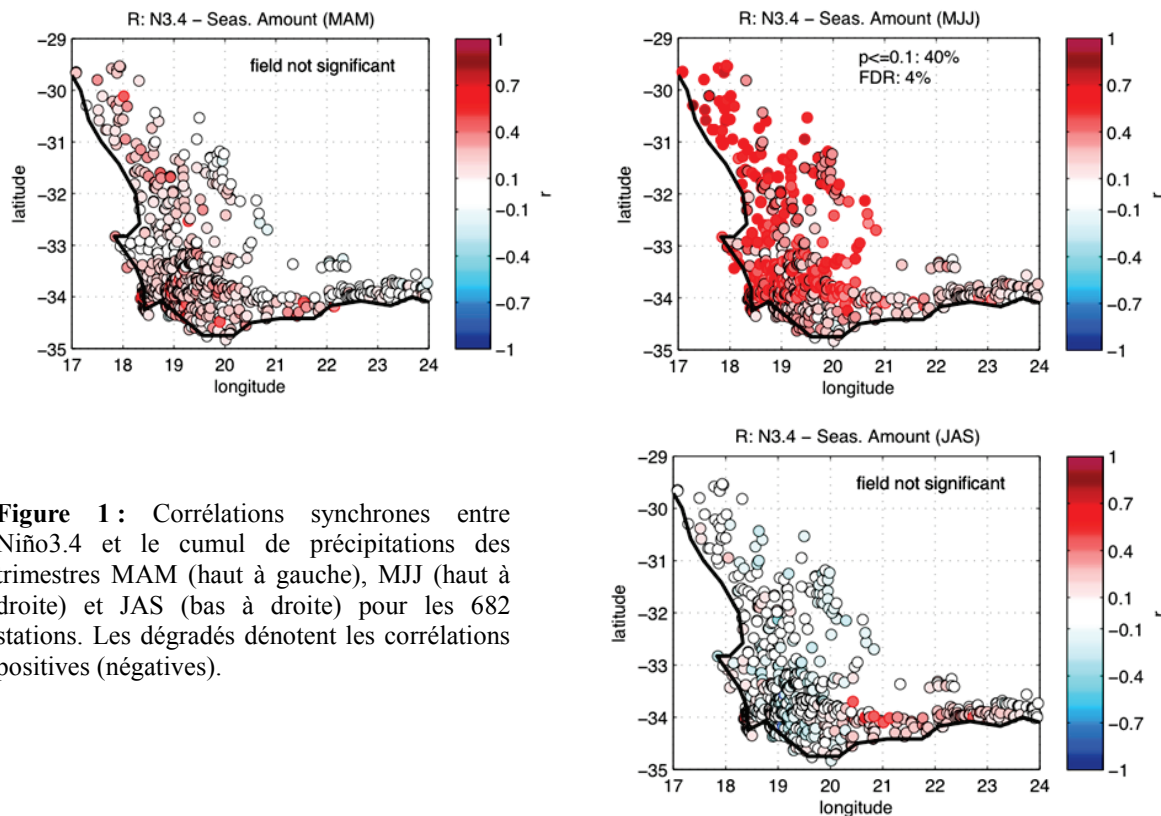 R: N3.4 − Seas. Amount (MAM)
−29
−30
−31
−32
−33
−34
−35
latitude
field not significant
17 18 19 20 21 22 23 24
longitude
1
0.7
0.4
0.1
−0.1
−0.4
−0.7
−1
r
R: N3.4 − Seas. Amount (MJJ)
−29
−30
−31
−32
−33
−34
−35
latitude
p<=0.1: 40%
FDR: 4%
17 18 19 20 21 22 23 24
longitude
1
0.7
0.4
0.1
−0.1
−0.4
−0.7
−1
r
Figure 1 : Corrélations synchrones entre
Niño3.4 et le cumul de précipitations des
trimestres MAM (haut à gauche), MJJ (haut à
droite) et JAS (bas à droite) pour les 682
stations. Les dégradés dénotent les corrélations
positives (négatives).
R: N3.4 − Seas. Amount (JAS)
−29
−30
−31
−32
−33
−34
−35
latitude
field not significant
17 18 19 20 21 22 23 24
longitude
1
0.7
0.4
0.1
−0.1
−0.4
−0.7
−1
r